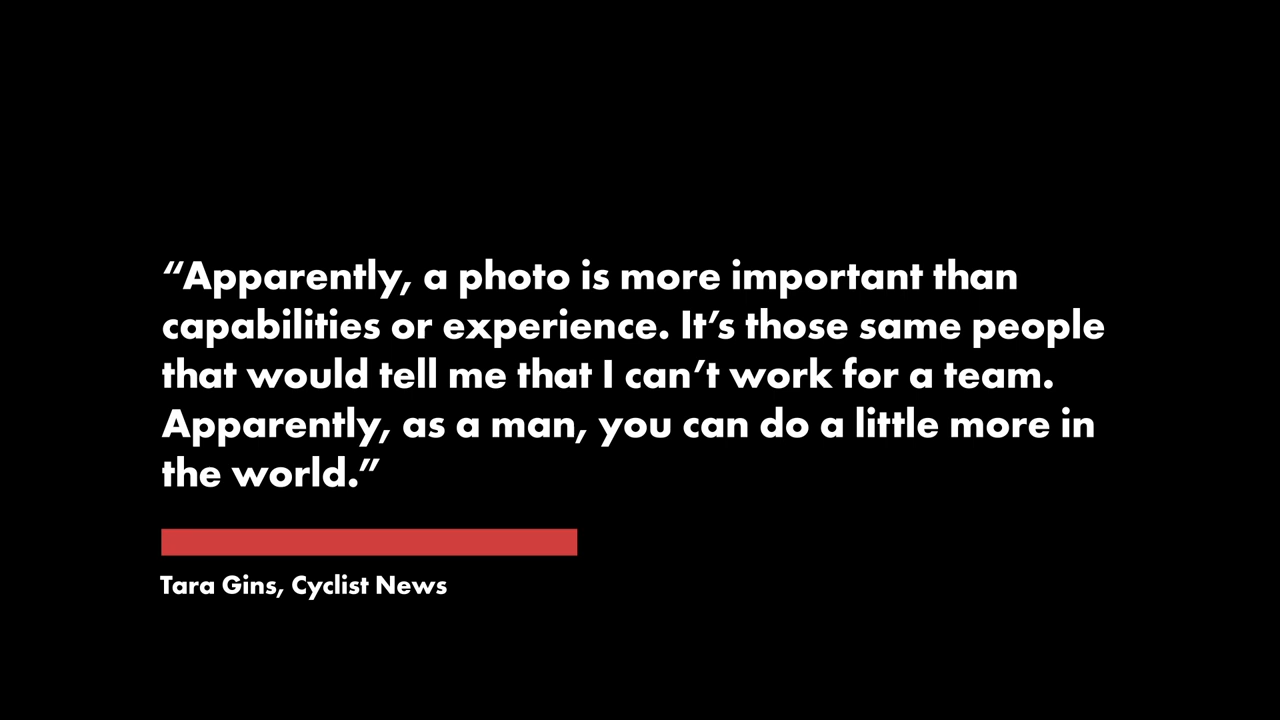 “Apparently, a photo is more important than
capabilities or experience. It’s those same people
that would tell me that I can’t work for a team.
Apparently, as a man, you can do a little more in
the world.”
Tara Gins, Cyclist News